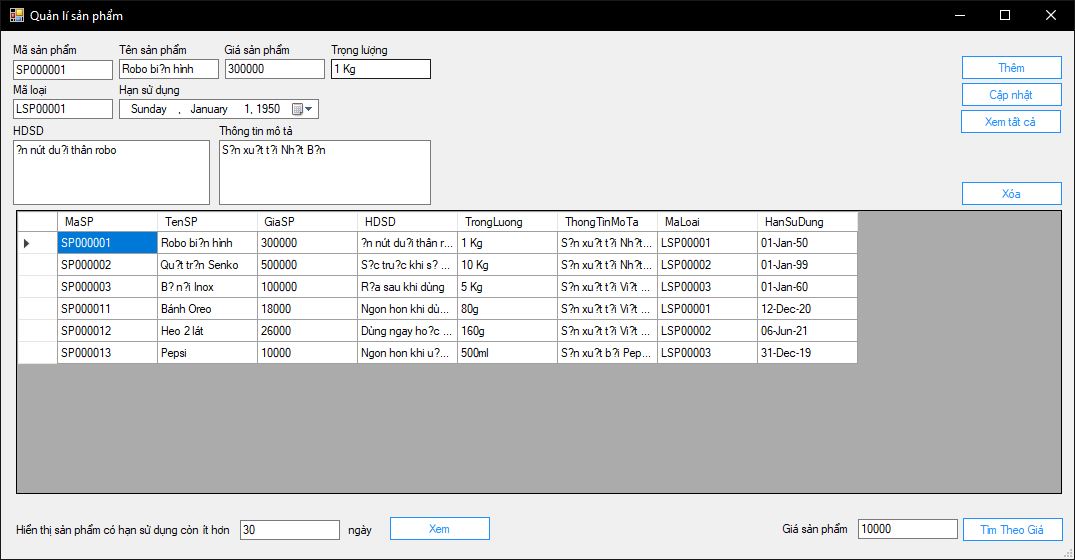 Quản lí sản phẩm
Mã sản phẩm Tên sản phẩm Giá sản phẩm Trọng lượng
SP000001 Robo bi?n hình 300000 1 Kg
Thêm
Mã loại Hạn sử dụng
Cập nhật
LSP00001 Sunday , January 1, 1950
Xem tất cả
HDSD Thông tin mô tả
?n nút du?i thân robo S?n xu?t t?i Nh?t B?n
Xóa
MaSP TenSP GiaSP HDSD TrongLuong ThongTinMoTa MaLoai HanSuDung
SP000001 Robo bi?n hình 300000 ?n nút du?i thân r... 1 Kg S?n xu?t t?i Nh?t... LSP00001 01-Jan-50
SP000002 Qu?t tr?n Senko 500000 S?c tru?c khi s? ... 10 Kg S?n xu?t t?i Nh?t... LSP00002 01-Jan-99
SP000003 B? n?i Inox 100000 R?a sau khi dùng 5 Kg S?n xu?t t?i Vi?t ... LSP00003 01-Jan-60
SP000011 Bánh Oreo 18000 Ngon hon khi dù... 80g S?n xu?t t?i Vi?t ... LSP00001 12-Dec-20
SP000012 Heo 2 lát 26000 Dùng ngay ho?c ... 160g S?n xu?t t?i Vi?t ... LSP00002 06-Jun-21
SP000013 Pepsi 10000 Ngon hon khi u?... 500ml S?n xu?t b?i Pep... LSP00003 31-Dec-19
Hiển thị sản phẩm có hạn sử dụng còn ít hơn 30 ngày Xem Giá sản phẩm 10000 Tìm Theo Giá